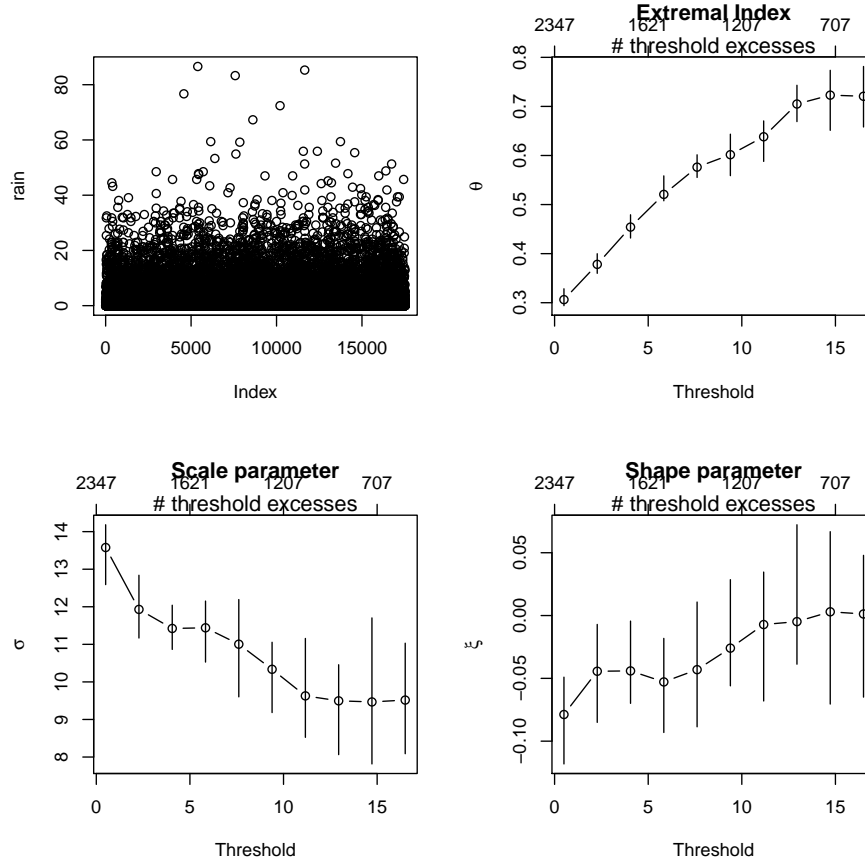 rain
0 20 40 60 80
0 5000 10000 15000
Index
Extremal Index
2347 1621 1207 707
# threshold excesses
θ
0.3 0.4 0.5 0.6 0.7 0.8
0 5 10 15
Threshold
Scale parameter
2347 1621 1207 707
# threshold excesses
σ
8 9 10 11 12 13 14
0 5 10 15
Threshold
Shape parameter
2347 1621 1207 707
# threshold excesses
ξ
−0.10 −0.05 0.00 0.05
0 5 10 15
Threshold